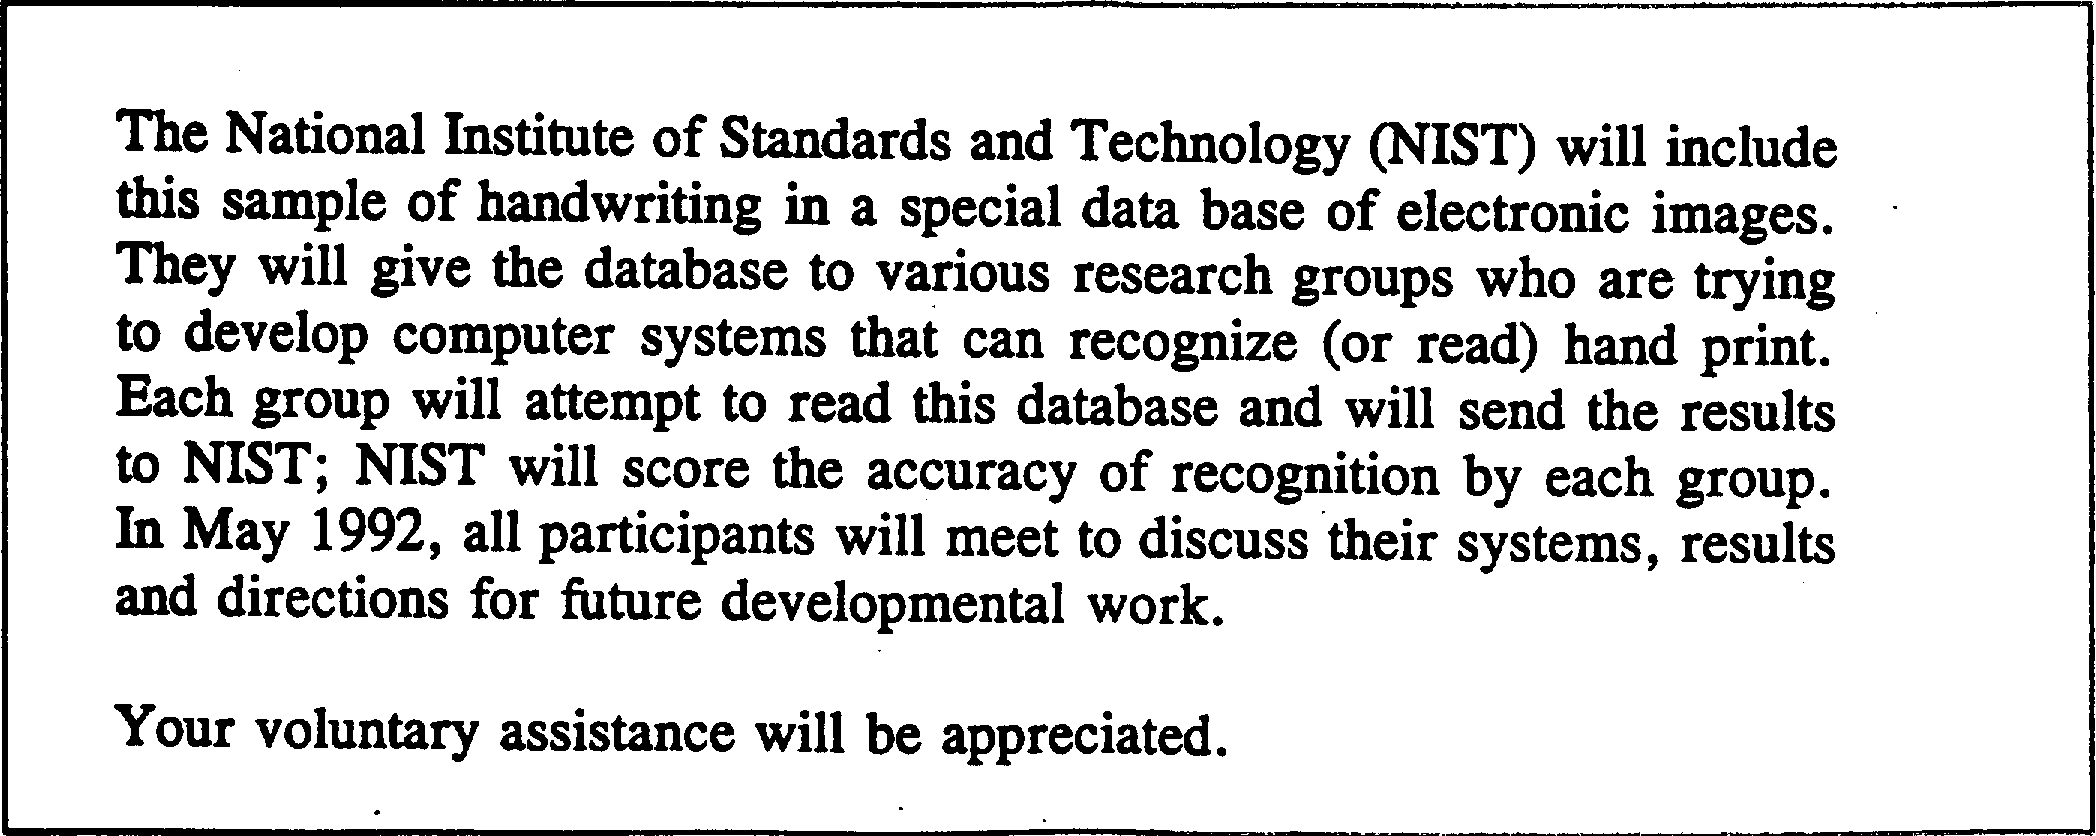 The National Institute of Standards and Technology (NIST) will include
this sample of handwriting in a special data base of electronic images.
They will give the database to various research groups who are trying
to develop computer systems that can recognize (or read) hand print.
Each group will attempt to read this database and will send the results
to NIST; NIST will score the accuracy of recognition by each group.
In May 1992, all participants will meet to discuss their systems, results
and directions for future developmental work.
Your voluntary assistance will be appreciated.